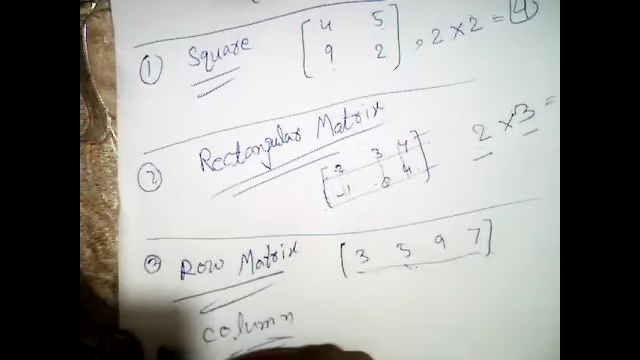 ① Square [4 5 , 2 × 2 = 4
9 2]
② Rectangular Matrix 2 × 3 =
[3 3 4
-1 0 4]
③ Row Matrix [3 5 9 7]
column